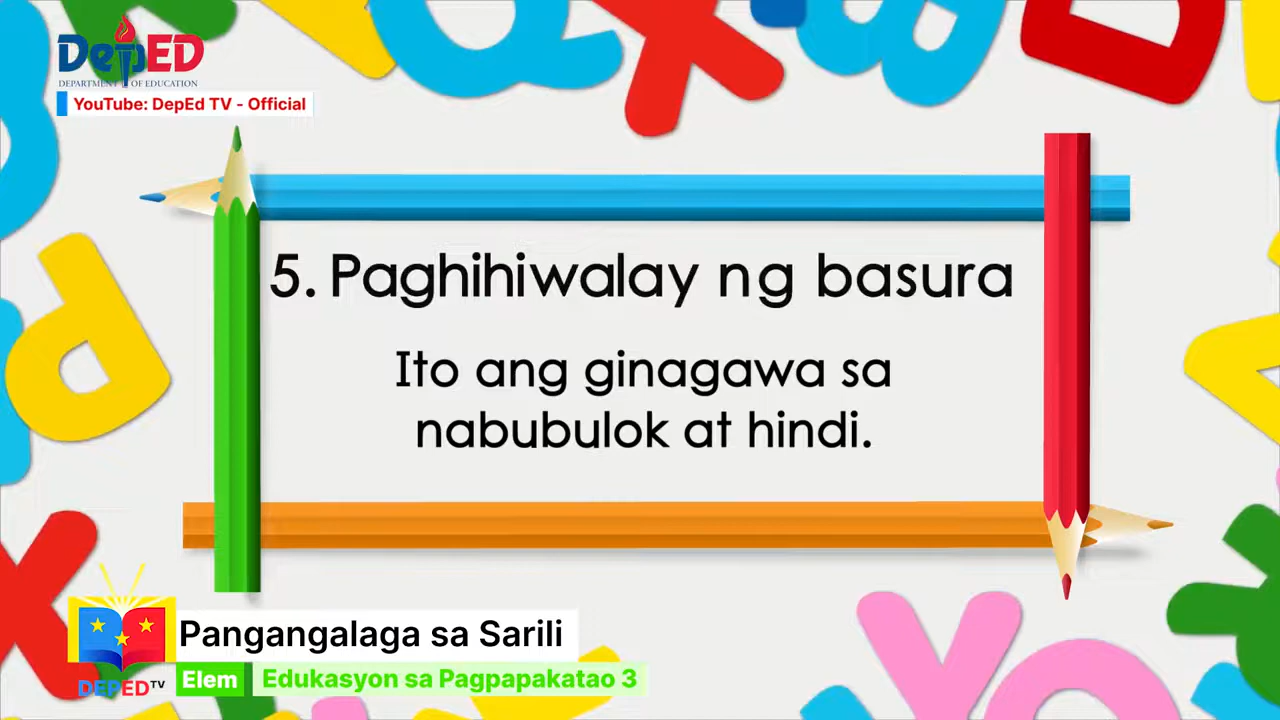 DepED
DEPARTMENT OF EDUCATION
YouTube: DepEd TV - Official
5. Paghihiwalay ng basura
Ito ang ginagawa sa
nabubulok at hindi.
Pangangalaga sa Sarili
DEPED TV
Elem Edukasyon sa Pagpapakatao 3